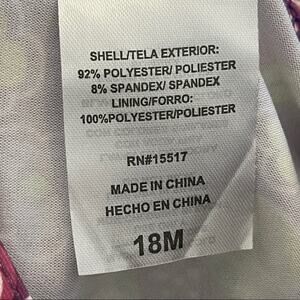 SHELL/TELA EXTERIOR:
92% POLYESTER/ POLIESTER
8% SPANDEX/ SPANDEX
LINING/FORRO:
100%POLYESTER/POLIESTER
RN#15517
MADE IN CHINA
HECHO EN CHINA
18M